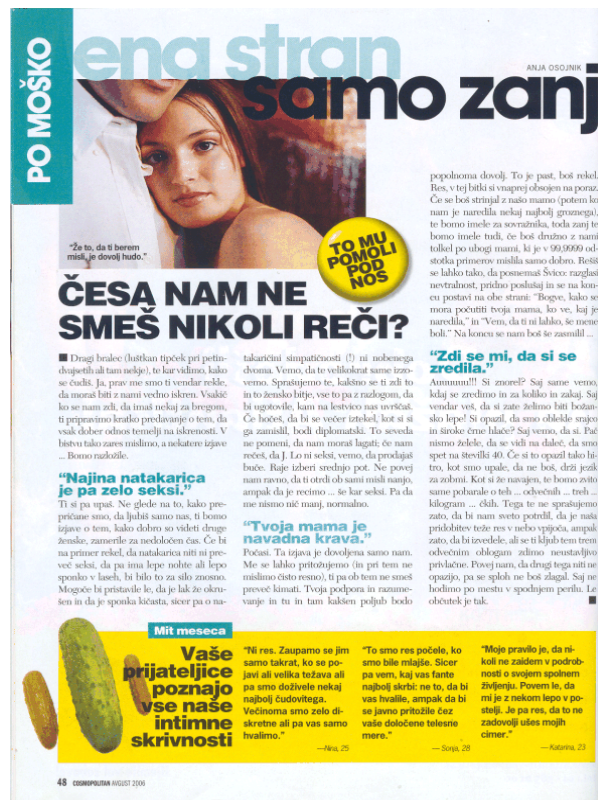 PO MOŠKO
ena stran
ANJA OSOJNIK
samo zanj
"Že to, da ti berem
misli, je dovolj hudo."
TO MU
POMOLI
POD
NOS
ČESA NAM NE
SMEŠ NIKOLI REČI?
■ Dragi bralec (luštkan tipček pri petin-
dvajsetih ali tam nekje), te kar vidimo, kako
se čudiš. Ja, prav me smo ti vendar rekle,
da moraš biti z nami vedno iskren. Vsakič
ko se nam zdi, da imaš nekaj za bregom,
ti pripravimo kratko predavanje o tem, da
vsak dober odnos temelji na iskrenosti. V
bistvu tako zares mislimo, a nekatere izjave
... Bomo razložile.
"Najina natakarica
je pa zelo seksi."
Ti si pa upaš. Ne glede na to, kako pre-
pričane smo, da ljubiš samo nas, ti bomo
izjave o tem, kako dobro so videti druge
ženske, zamerile za nedoločen čas. Če bi
na primer rekel, da natakarica niti ni pre-
več seksi, da pa ima lepe nohte ali lepo
sponko v laseh, bi bilo to za silo znosno.
Mogoče bi pristavile le, da je lak že okru-
šen in da je sponka kičasta, sicer pa o na-
takaričini simpatičnosti (!) ni nobenega
dvoma. Vemo, da te velikokrat same izzo-
vemo. Sprašujemo te, kakšno se ti zdi to
in to žensko bitje, vse to pa z razlogom, da
bi ugotovile, kam na lestvico nas uvrščaš.
Če hočeš, da bi se večer iztekel, kot si si
ga zamislil, bodi diplomatski. To seveda
ne pomeni, da nam moraš lagati; če nam
rečeš, da J. Lo ni seksi, vemo, da prodajaš
buče. Raje izberi srednjo pot. Ne povej
nam ravno, da ti otrdi ob sami misli nanjo,
ampak da je recimo ... še kar seksi. Pa da
me nismo nič manj, normalno.
"Tvoja mama je
navadna krava."
Počasi. Ta izjava je dovoljena samo nam.
Me se lahko pritožujemo (in pri tem ne
mislimo čisto resno), ti pa ob tem ne smeš
preveč kimati. Tvoja podpora in razume-
vanje in tu in tam kakšen poljub bodo
popolnoma dovolj. To je past, boš rekel.
Res, v tej bitki si vnaprej obsojen na poraz.
Če se boš strinjal z našo mamo (potem ko
nam je naredila nekaj najbolj groznega),
te bomo imele za sovražnika, toda zanj te
bomo imele tudi, če boš družno z nami
tolkel po ubogi mami, ki je v 99,9999 od-
stotka primerov mislila samo dobro. Rešiš
se lahko tako, da posnemaš Švico: razglasi
nevtralnost, pridno poslušaj in se na kon-
cu postavi na obe strani: "Bogve, kako se
mora počutiti tvoja mama, ko ve, kaj je
naredila," in "Vem, da ti ni lahko, še mene
boli." Na koncu se nam boš še zasmilil ...
"Zdi se mi, da si se
zredila."
Auuuuuu!!! Si znorel? Saj same vemo,
kdaj se zredimo in za koliko in zakaj. Saj
vendar veš, da si zate želimo biti božan-
sko lepe! Si opazil, da smo oblekle srajco
in široke črne hlače? Saj vemo, da si. Pač
nismo želele, da se vidi na daleč, da smo
spet na številki 40. Če si to opazil tako hi-
tro, kot smo upale, da ne boš, drži jezik
za zobmi. Kot si že navajen, te bomo zvito
same pobarale o teh ... odvečnih ... treh ...
kilogram ... ckih. Tega te ne sprašujemo
zato, da bi nam sveto potrdil, da je naša
pridobitev teže res v nebo vpijoča, ampak
zato, da bi izvedele, ali se ti kljub tem trem
odvečnim oblogam zdimo neustavljivo
privlačne. Povej nam, da drugi tega niti ne
opazijo, pa se sploh ne boš zlagal. Saj ne
hodimo po mestu v spodnjem perilu. Le
občutek je tak. ■
Mit meseca
Vaše
prijateljice
poznajo
vse naše
intimne
skrivnosti
"Ni res. Zaupamo se jim
samo takrat, ko se po-
javi ali velika težava ali
pa smo doživele nekaj
najbolj čudovitega.
Večinoma smo zelo di-
skretne ali pa vas samo
hvalimo."
—Nina, 25
"To smo res počele, ko
smo bile mlajše. Sicer
pa vem, kaj vas fante
najbolj skrbi: ne to, da bi
vas hvalile, ampak da bi
se javno pritožile čez
vaše določene telesne
mere."
—Sonja, 28
"Moje pravilo je, da ni-
koli ne zaidem v podrob-
nosti o svojem spolnem
življenju. Povem le, da
mi je z nekom lepo v po-
stelji. Je pa res, da to ne
zadovolji ušes mojih
cimer."
—Katarina, 23
48 COSMOPOLITAN AVGUST 2006